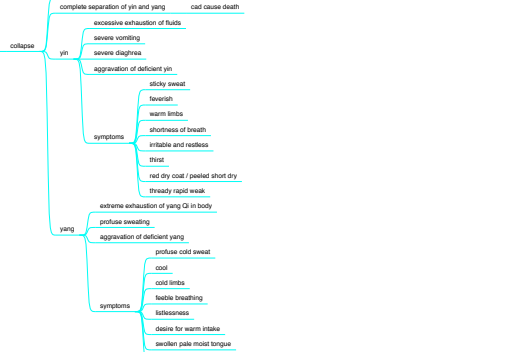 complete separation of yin and yang cad cause death
collapse
yin
excessive exhaustion of fluids
severe vomiting
severe diaghrea
aggravation of deficient yin
symptoms
sticky sweat
feverish
warm limbs
shortness of breath
irritable and restless
thirst
red dry coat / peeled short dry
thready rapid weak
yang
extreme exhaustion of yang Qi in body
profuse sweating
aggravation of deficient yang
symptoms
profuse cold sweat
cool
cold limbs
feeble breathing
listlessness
desire for warm intake
swollen pale moist tongue